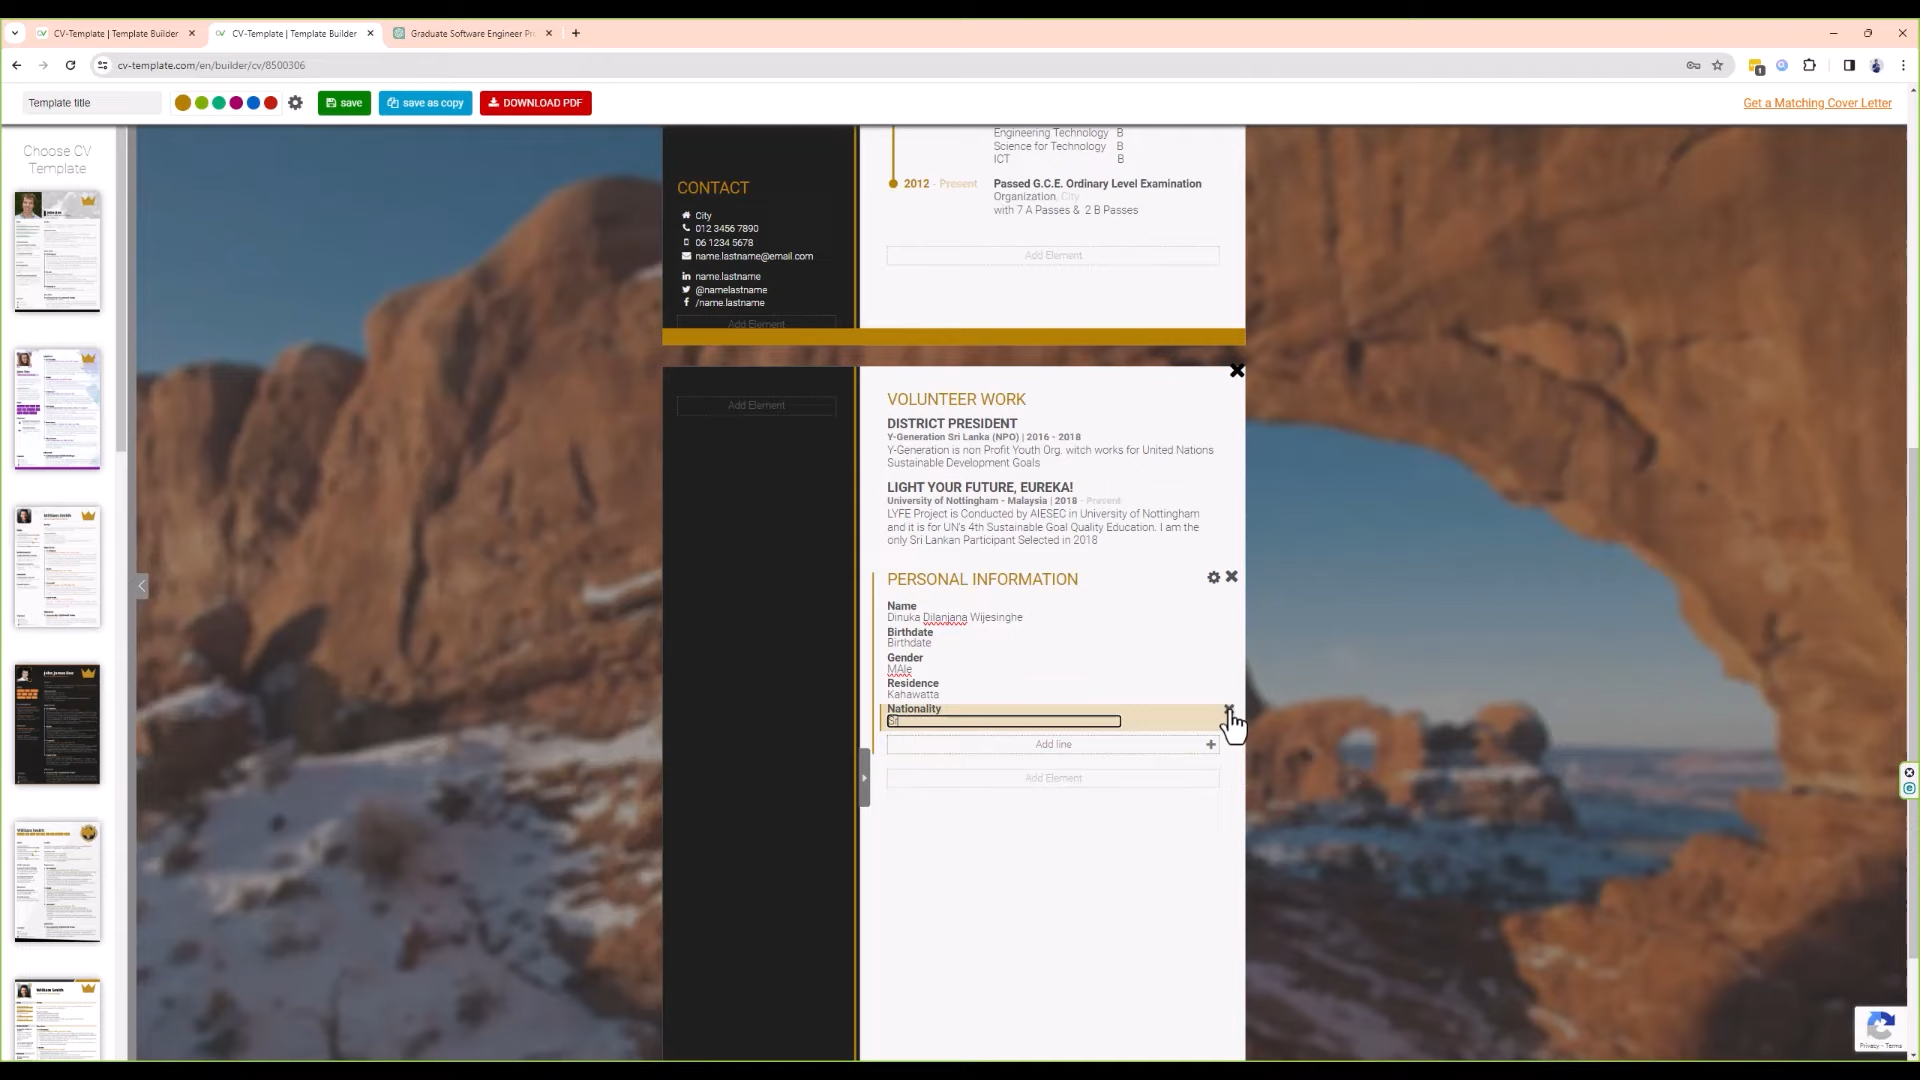 CV-Template | Template Builder
CV-Template | Template Builder
Graduate Software Engineer Pr
cv-template.com/en/builder/cv/8500306
1
Template title
save
save as copy
DOWNLOAD PDF
Get a Matching Cover Letter
Choose CV
Template
Engineering Technology B
Science for Technology B
ICT B
2012 - Present
Passed G.C.E. Ordinary Level Examination
Organization, City
with 7 A Passes & 2 B Passes
Add Element
CONTACT
City
012 3456 7890
06 1234 5678
name.lastname@email.com
name.lastname
@namelastname
/name.lastname
Add Element
Add Element
VOLUNTEER WORK
DISTRICT PRESIDENT
Y-Generation Sri Lanka (NPO) | 2016 - 2018
Y-Generation is non Profit Youth Org. witch works for United Nations
Sustainable Development Goals
LIGHT YOUR FUTURE, EUREKA!
University of Nottingham - Malaysia | 2018 - Present
LYFE Project is Conducted by AIESEC in University of Nottingham
and it is for UN's 4th Sustainable Goal Quality Education. I am the
only Sri Lankan Participant Selected in 2018
PERSONAL INFORMATION
Name
Dinuka Dilanjana Wijesinghe
Birthdate
Birthdate
Gender
MAle
Residence
Kahawatta
Nationality
Sr
Add line
Add Element
Privacy - Terms